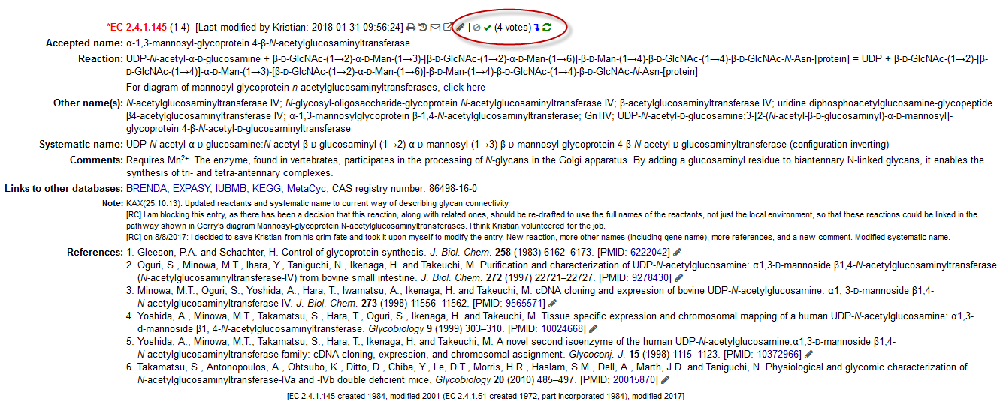 *EC 2.4.1.145 (1-4) [Last modified by Kristian: 2018-01-31 09:56:24] | (4 votes)
Accepted name: α-1,3-mannosyl-glycoprotein 4-β-N-acetylglucosaminyltransferase
Reaction: UDP-N-acetyl-α-D-glucosamine + β-D-GlcNAc-(1→2)-α-D-Man-(1→3)-[β-D-GlcNAc-(1→2)-α-D-Man-(1→6)]-β-D-Man-(1→4)-β-D-GlcNAc-(1→4)-β-D-GlcNAc-N-Asn-[protein] = UDP + β-D-GlcNAc-(1→2)-[β-
D-GlcNAc-(1→4)]-α-D-Man-(1→3)-[β-D-GlcNAc-(1→2)-α-D-Man-(1→6)]-β-D-Man-(1→4)-β-D-GlcNAc-(1→4)-β-D-GlcNAc-N-Asn-[protein]
For diagram of mannosyl-glycoprotein n-acetylglucosaminyltransferases, click here
Other name(s): N-acetylglucosaminyltransferase IV; N-glycosyl-oligosaccharide-glycoprotein N-acetylglucosaminyltransferase IV; β-acetylglucosaminyltransferase IV; uridine diphosphoacetylglucosamine-glycopeptide
β4-acetylglucosaminyltransferase IV; α-1,3-mannosylglycoprotein β-1,4-N-acetylglucosaminyltransferase; GnTIV; UDP-N-acetyl-D-glucosamine:3-[2-(N-acetyl-β-D-glucosaminyl)-α-D-mannosyl]-
glycoprotein 4-β-N-acetyl-D-glucosaminyltransferase
Systematic name: UDP-N-acetyl-α-D-glucosamine:N-acetyl-β-D-glucosaminyl-(1→2)-α-D-mannosyl-(1→3)-β-D-mannosyl-glycoprotein 4-β-N-acetyl-D-glucosaminyltransferase (configuration-inverting)
Comments: Requires Mn²⁺. The enzyme, found in vertebrates, participates in the processing of N-glycans in the Golgi apparatus. By adding a glucosaminyl residue to biantennary N-linked glycans, it enables the
synthesis of tri- and tetra-antennary complexes.
Links to other databases: BRENDA, EXPASY, IUBMB, KEGG, MetaCyc, CAS registry number: 86498-16-0
Note: KAX(25.10.13): Updated reactants and systematic name to current way of describing glycan connectivity.
[RC] I am blocking this entry, as there has been a decision that this reaction, along with related ones, should be re-drafted to use the full names of the reactants, not just the local environment, so that these reactions could be linked in the
pathway shown in Gerry's diagram Mannosyl-glycoprotein N-acetylglucosaminyltransferases. I think Kristian volunteered for the job.
[RC] on 8/8/2017: I decided to save Kristian from his grim fate and took it upon myself to modify the entry. New reaction, more other names (including gene name), more references, and a new comment. Modified systematic name.
References: 1. Gleeson, P.A. and Schachter, H. Control of glycoprotein synthesis. J. Biol. Chem. 258 (1983) 6162–6173. [PMID: 6222042]
2. Oguri, S., Minowa, M.T., Ihara, Y., Taniguchi, N., Ikenaga, H. and Takeuchi, M. Purification and characterization of UDP-N-acetylglucosamine: α1,3-D-mannoside β1,4-N-acetylglucosaminyltransferase
(N-acetylglucosaminyltransferase-IV) from bovine small intestine. J. Biol. Chem. 272 (1997) 22721–22727. [PMID: 9278430]
3. Minowa, M.T., Oguri, S., Yoshida, A., Hara, T., Iwamatsu, A., Ikenaga, H. and Takeuchi, M. cDNA cloning and expression of bovine UDP-N-acetylglucosamine: α1, 3-D-mannoside β1,4-
N-acetylglucosaminyltransferase IV. J. Biol. Chem. 273 (1998) 11556–11562. [PMID: 9565571]
4. Yoshida, A., Minowa, M.T., Takamatsu, S., Hara, T., Oguri, S., Ikenaga, H. and Takeuchi, M. Tissue specific expression and chromosomal mapping of a human UDP-N-acetylglucosamine: α1,3-
d-mannoside β1, 4-N-acetylglucosaminyltransferase. Glycobiology 9 (1999) 303–310. [PMID: 10024668]
5. Yoshida, A., Minowa, M.T., Takamatsu, S., Hara, T., Ikenaga, H. and Takeuchi, M. A novel second isoenzyme of the human UDP-N-acetylglucosamine:α1,3-D-mannoside β1,4-
N-acetylglucosaminyltransferase family: cDNA cloning, expression, and chromosomal assignment. Glycoconj. J. 15 (1998) 1115–1123. [PMID: 10372966]
6. Takamatsu, S., Antonopoulos, A., Ohtsubo, K., Ditto, D., Chiba, Y., Le, D.T., Morris, H.R., Haslam, S.M., Dell, A., Marth, J.D. and Taniguchi, N. Physiological and glycomic characterization of
N-acetylglucosaminyltransferase-IVa and -IVb double deficient mice. Glycobiology 20 (2010) 485–497. [PMID: 20015870]
[EC 2.4.1.145 created 1984, modified 2001 (EC 2.4.1.51 created 1972, part incorporated 1984), modified 2017]